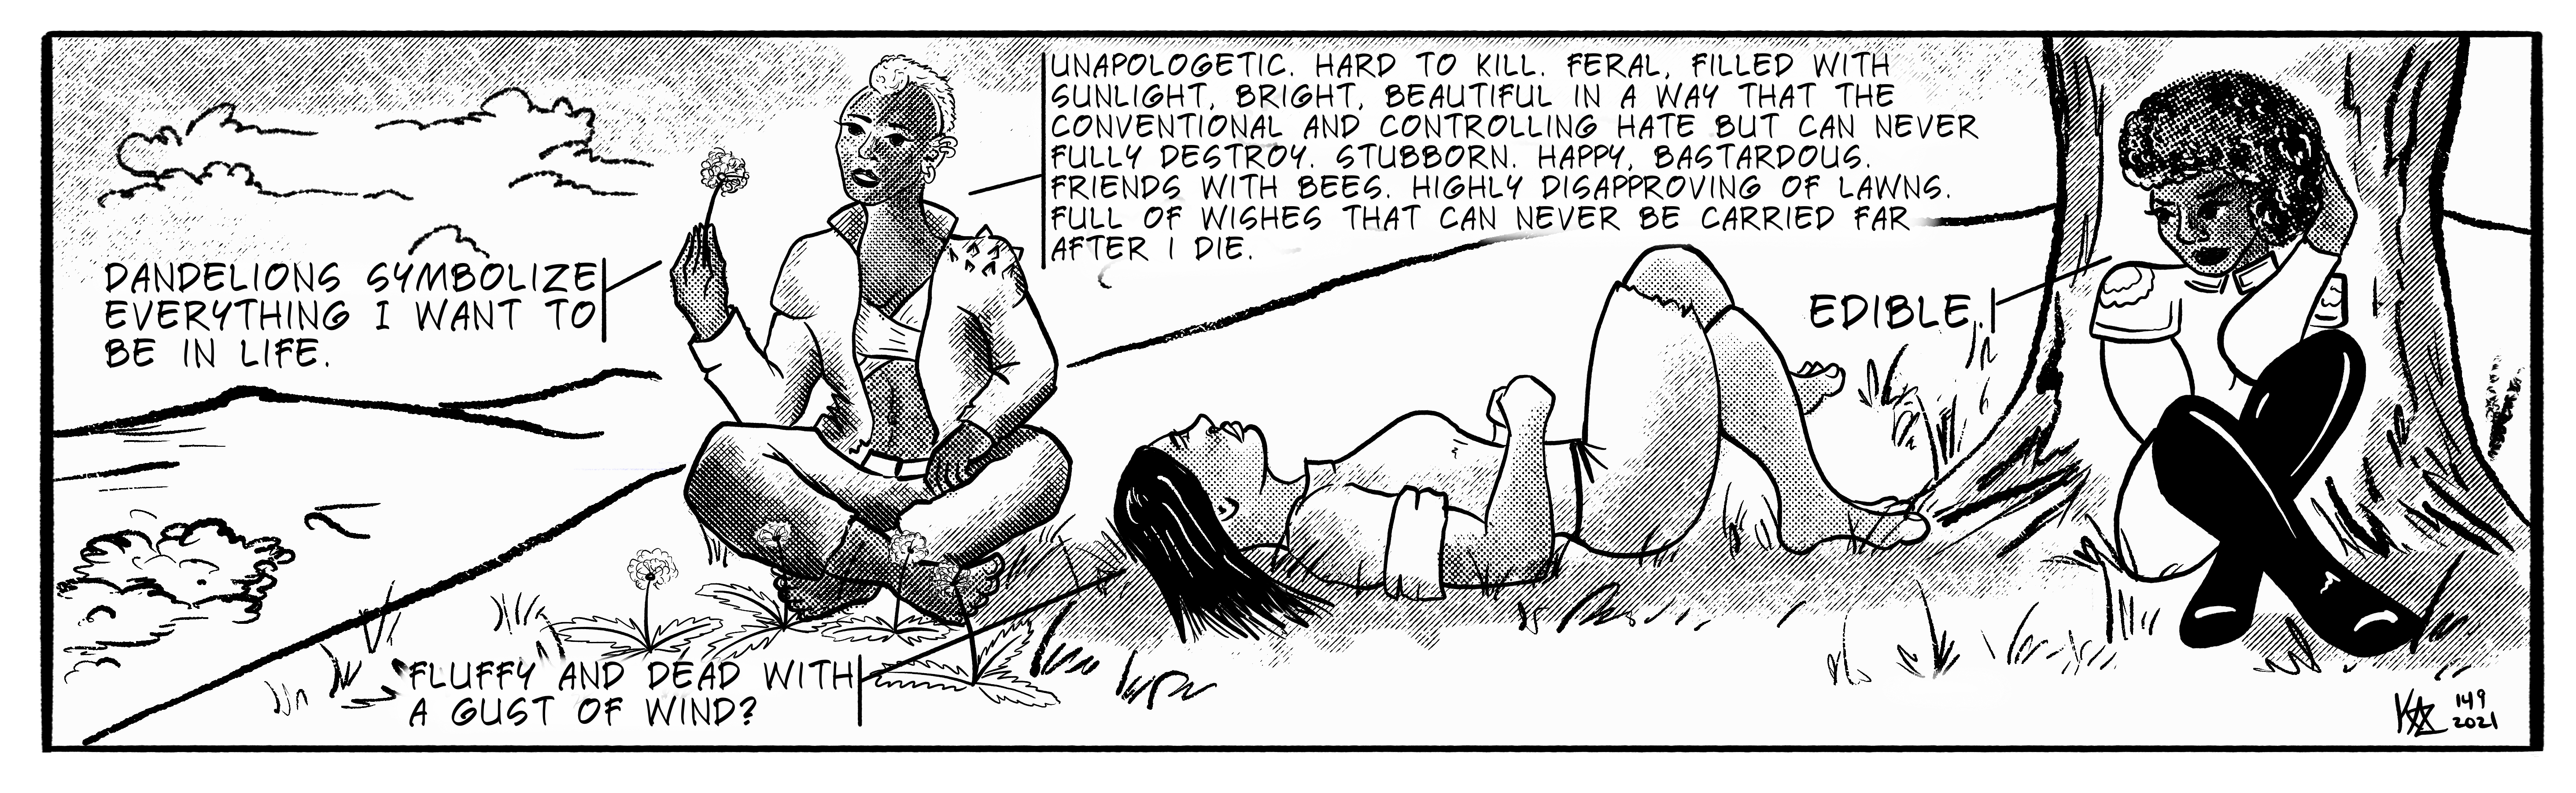 DANDELIONS SYMBOLIZE
EVERYTHING I WANT TO
BE IN LIFE.
FLUFFY AND DEAD WITH
A GUST OF WIND?
UNAPOLOGETIC. HARD TO KILL. FERAL, FILLED WITH
SUNLIGHT, BRIGHT, BEAUTIFUL IN A WAY THAT THE
CONVENTIONAL AND CONTROLLING HATE BUT CAN NEVER
FULLY DESTROY. STUBBORN. HAPPY, BASTARDOUS.
FRIENDS WITH BEES. HIGHLY DISAPPROVING OF LAWNS.
FULL OF WISHES THAT CAN NEVER BE CARRIED FAR
AFTER I DIE.
EDIBLE.
149
2021